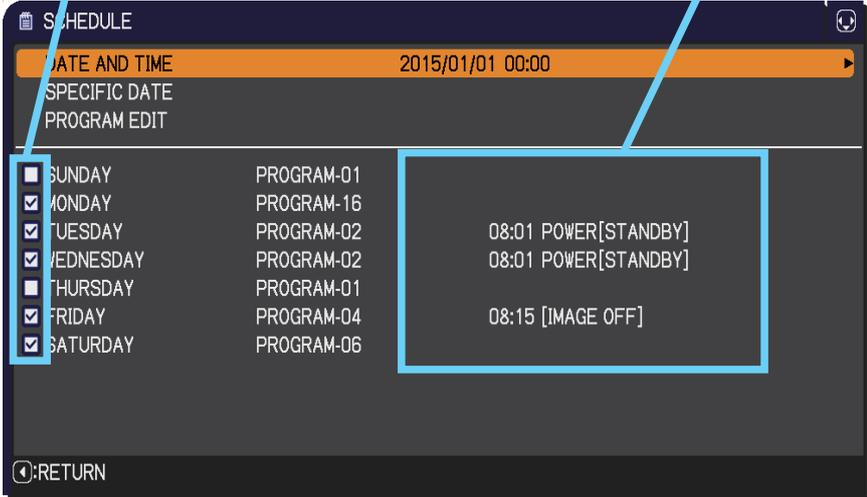 SCHEDULE
DATE AND TIME 2015/01/01 00:00
SPECIFIC DATE
PROGRAM EDIT
SUNDAY PROGRAM-01
MONDAY PROGRAM-16
TUESDAY PROGRAM-02 08:01 POWER[STANDBY]
WEDNESDAY PROGRAM-02 08:01 POWER[STANDBY]
THURSDAY PROGRAM-01
FRIDAY PROGRAM-04 08:15 [IMAGE OFF]
SATURDAY PROGRAM-06
:RETURN